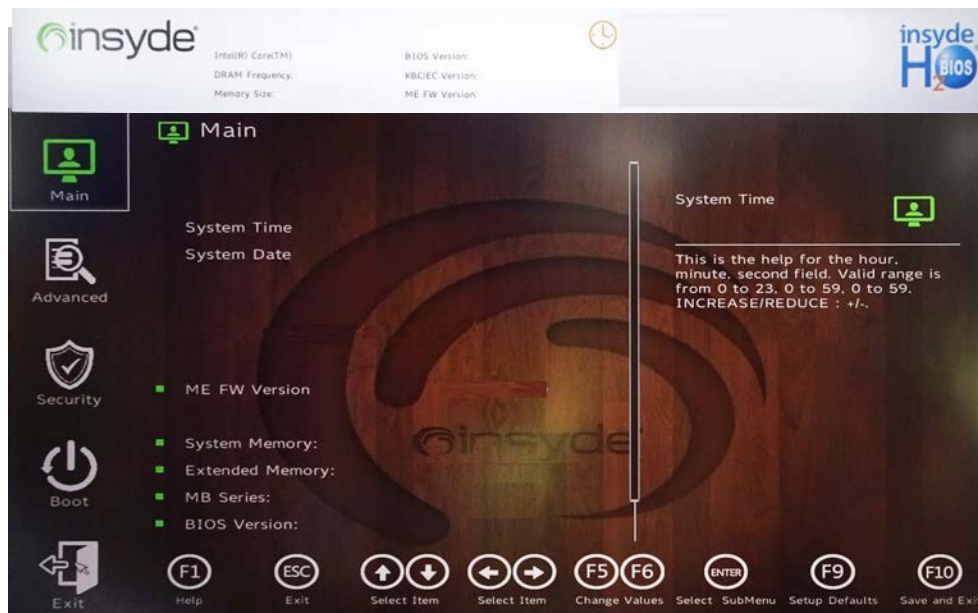 insyde
insyde
H2O BIOS
Intel(R) Core(TM)
BIOS Version:
DRAM Frequency:
KBC/EC Version:
Memory Size:
ME FW Version:
Main
Main
System Time
System Date
ME FW Version
System Memory:
Extended Memory:
MB Series:
BIOS Version:
insyde
System Time
This is the help for the hour,
minute, second field. Valid range is
from 0 to 23, 0 to 59, 0 to 59.
INCREASE/REDUCE : +/-.
Advanced
Security
Boot
Exit
F1
Help
ESC
Exit
Select Item
Select Item
F5 F6
Change Values
ENTER
Select SubMenu
F9
Setup Defaults
F10
Save and Exi